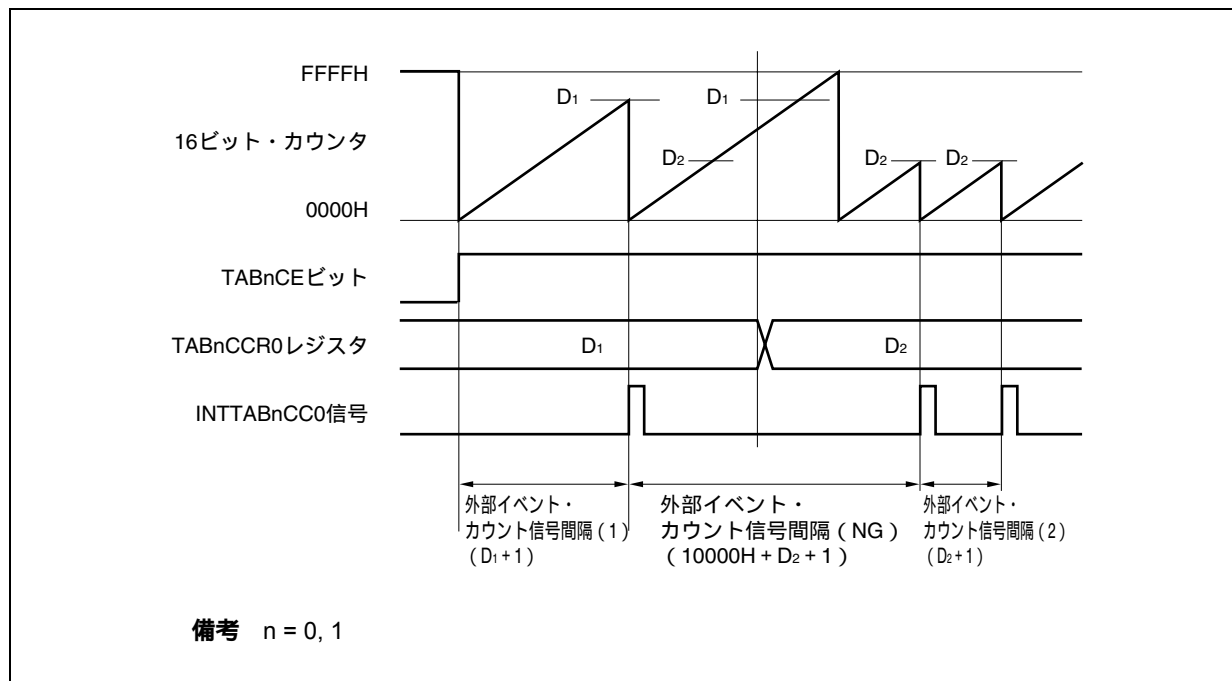 FFFFH
D1
D1
16ビット・カウンタ
D2
D2
D2
0000H
TABnCEビット
TABnCCR0レジスタ
D1
D2
INTTABnCC0信号
外部イベント・
カウント信号間隔(1)
(D1+1)
外部イベント・
カウント信号間隔(NG)
(10000H+D2+1)
外部イベント・
カウント信号間隔(2)
(D2+1)
備考 n = 0, 1